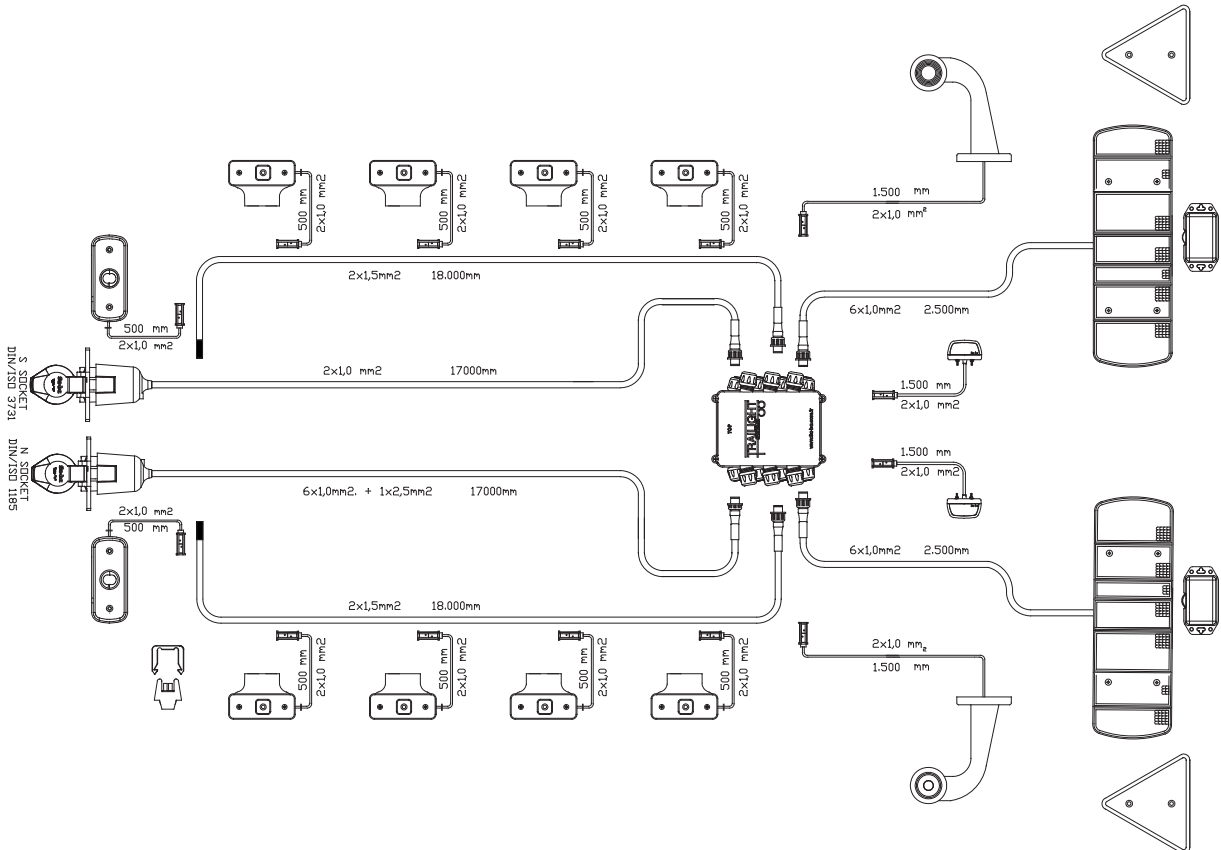 500 mm
2x1,0 mm2
500 mm
2x1,0 mm2
500 mm
2x1,0 mm2
500 mm
2x1,0 mm2
1.500 mm
2x1,0 mm²
2x1,5mm2 18.000mm
6x1,0mm2 2.500mm
500 mm
2x1,0 mm2
S SOCKET
DIN/ISO 3731
2x1,0 mm2 17000mm
1.500 mm
2x1,0 mm2
TOP
TRAILIGHT
N SOCKET
DIN/ISO 1185
6x1,0mm2. + 1x2,5mm2 17000mm
1.500 mm
2x1,0 mm2
2x1,0 mm2
500 mm
6x1,0mm2 2.500mm
2x1,5mm2 18.000mm
500 mm
2x1,0 mm2
500 mm
2x1,0 mm2
500 mm
2x1,0 mm2
500 mm
2x1,0 mm2
2x1,0 mm²
1.500 mm